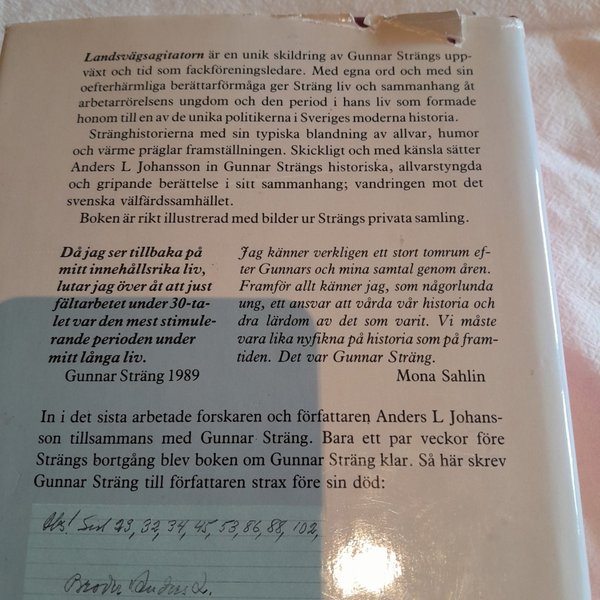 Landsvägsagitatorn är en unik skildring av Gunnar Strängs upp-
växt och tid som fackföreningsledare. Med egna ord och med sin
oefterhärmliga berättarförmåga ger Sträng liv och sammanhang åt
arbetarrörelsens ungdom och den period i hans liv som formade
honom till en av de unika politikerna i Sveriges moderna historia.
Stränghistorierna med sin typiska blandning av allvar, humor
och värme präglar framställningen. Skickligt och med känsla sätter
Anders L Johansson in Gunnar Strängs historiska, allvarstyngda
och gripande berättelse i sitt sammanhang; vandringen mot det
svenska välfärdssamhället.
Boken är rikt illustrerad med bilder ur Strängs privata samling.
Då jag ser tillbaka på
mitt innehållsrika liv,
lutar jag över åt att just
fältarbetet under 30-ta-
let var den mest stimule-
rande perioden under
mitt långa liv.
Gunnar Sträng 1989
Jag känner verkligen ett stort tomrum ef-
ter Gunnars och mina samtal genom åren.
Framför allt känner jag, som någorlunda
ung, ett ansvar att vårda vår historia och
dra lärdom av det som varit. Vi måste
vara lika nyfikna på historia som på fram-
tiden. Det var Gunnar Sträng.
Mona Sahlin
In i det sista arbetade forskaren och författaren Anders L Johans-
son tillsammans med Gunnar Sträng. Bara ett par veckor före
Strängs bortgång blev boken om Gunnar Sträng klar. Så här skrev
Gunnar Sträng till författaren strax före sin död:
Obs! Sid 23, 32, 34, 45, 53, 86, 88, 102,
Broder Anders L.